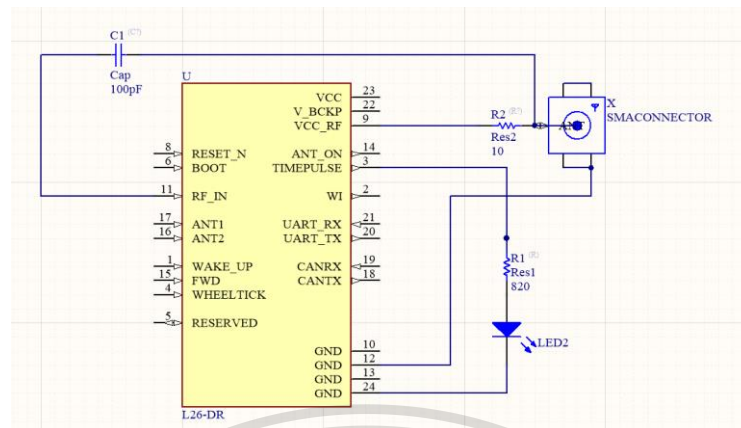 C1 (C?)
Cap
100pF
U
VCC 23
V_BCKP 22
VCC_RF 9
8 RESET_N
6 BOOT
ANT_ON 14
TIMEPULSE 3
11 RF_IN
WI 2
17 ANT1
16 ANT2
UART_RX 21
UART_TX 20
1 WAKE_UP
15 FWD
4 WHEELTICK
CANRX 19
CANTX 18
5 RESERVED
GND 10
GND 12
GND 13
GND 24
L26-DR
R2 (R?)
Res2
10
ANT
X
SMACONNECTOR
R1 (R)
Res1
820
LED2